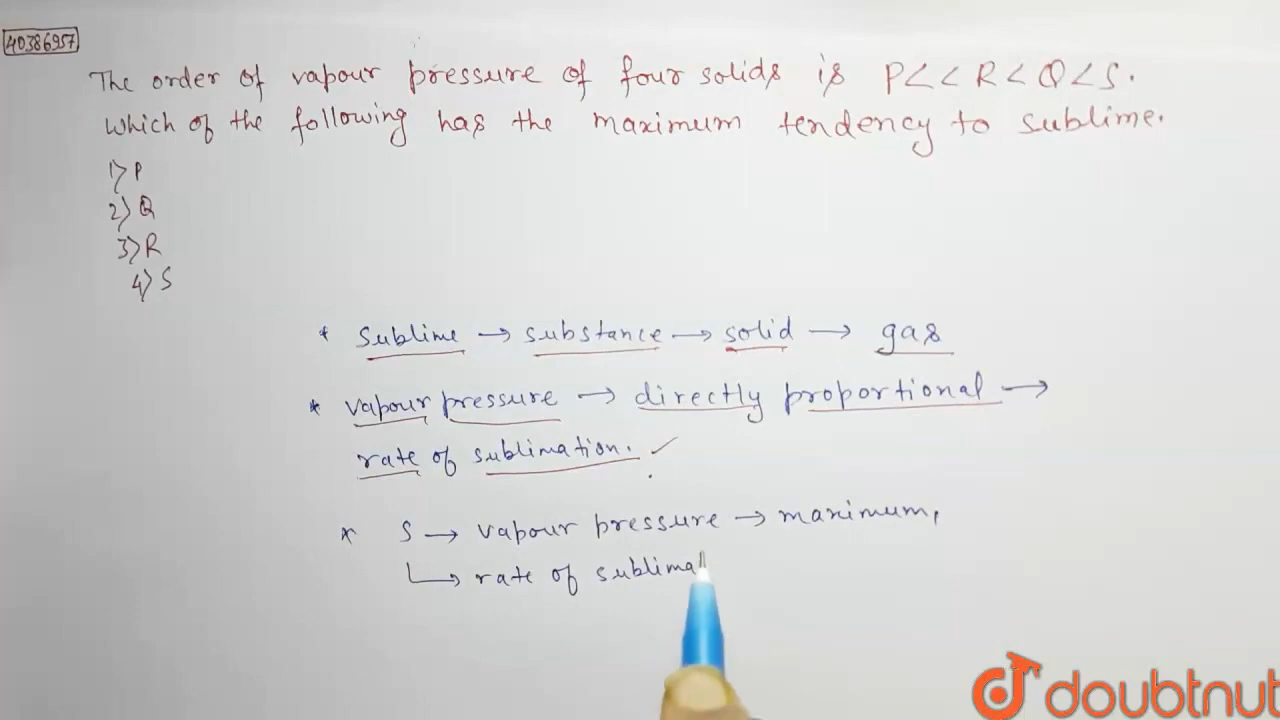 40386957
The order of vapour pressure of four solids is P<< R < Q < S.
which of the following has the maximum tendency to sublime.
1) P
2) Q
3) R
4) S
* Sublime → substance → solid → gas
* vapour pressure → directly proportional →
rate of sublimation. ✓
* S → vapour pressure → maximum,
↳ rate of sublima
doubtnut